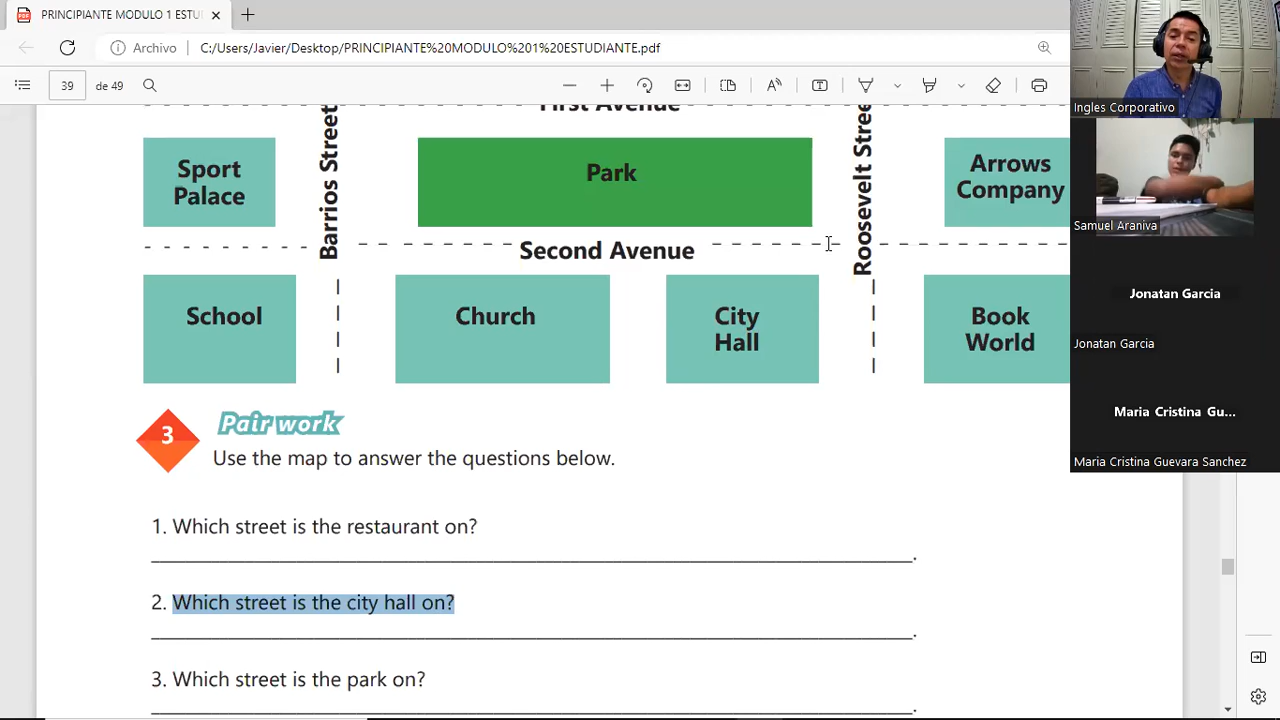 PRINCIPIANTE MODULO 1 ESTU
Archivo
C:/Users/Javier/Desktop/PRINCIPIANTE%20MODULO%201%20ESTUDIANTE.pdf
39
de 49
First Avenue
Sport
Palace
Barrios Street
Park
Roosevelt Stree
Arrows
Company
Second Avenue
School
Church
City
Hall
Book
World
3
Pair work
Use the map to answer the questions below.
1. Which street is the restaurant on?
2. Which street is the city hall on?
3. Which street is the park on?
Ingles Corporativo
Samuel Araniva
Jonatan Garcia
Jonatan Garcia
Maria Cristina Gu...
Maria Cristina Guevara Sanchez